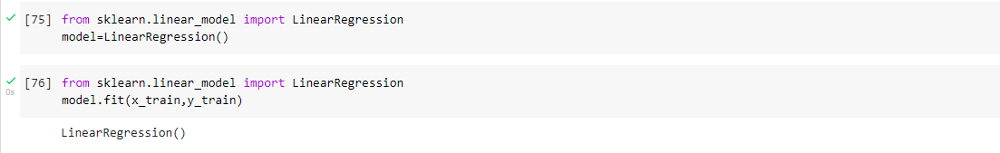 [75] from sklearn.linear_model import LinearRegression
model=LinearRegression()
[76] from sklearn.linear_model import LinearRegression
0s
model.fit(x_train,y_train)
LinearRegression()